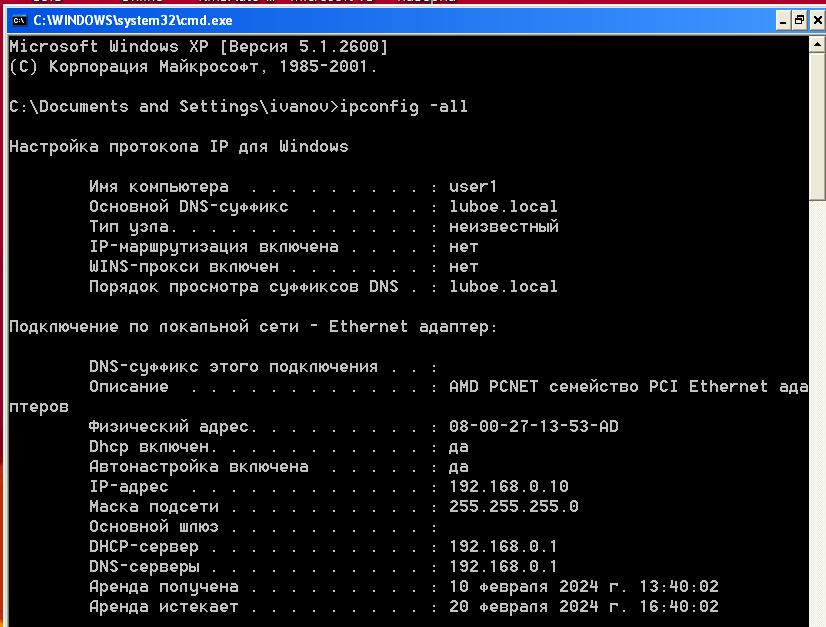 C:\WINDOWS\system32\cmd.exe
Microsoft Windows XP [Версия 5.1.2600]
(C) Корпорация Майкрософт, 1985-2001.
C:\Documents and Settings\ivanov>ipconfig -all
Настройка протокола IP для Windows
Имя компьютера . . . . . . . . . : user1
Основной DNS-суффикс . . . . . . : luboe.local
Тип узла. . . . . . . . . . . . . : неизвестный
IP-маршрутизация включена . . . . : нет
WINS-прокси включен . . . . . . . : нет
Порядок просмотра суффиксов DNS . : luboe.local
Подключение по локальной сети - Ethernet адаптер:
DNS-суффикс этого подключения . . :
Описание . . . . . . . . . . . . : AMD PCNET семейство PCI Ethernet ада
птеров
Физический адрес. . . . . . . . . : 08-00-27-13-53-AD
Dhcp включен. . . . . . . . . . . : да
Автонастройка включена . . . . . : да
IP-адрес . . . . . . . . . . . . : 192.168.0.10
Маска подсети . . . . . . . . . . : 255.255.255.0
Основной шлюз . . . . . . . . . . :
DHCP-сервер . . . . . . . . . . . : 192.168.0.1
DNS-серверы . . . . . . . . . . . : 192.168.0.1
Аренда получена . . . . . . . . . : 10 февраля 2024 г. 13:40:02
Аренда истекает . . . . . . . . . : 20 февраля 2024 г. 16:40:02